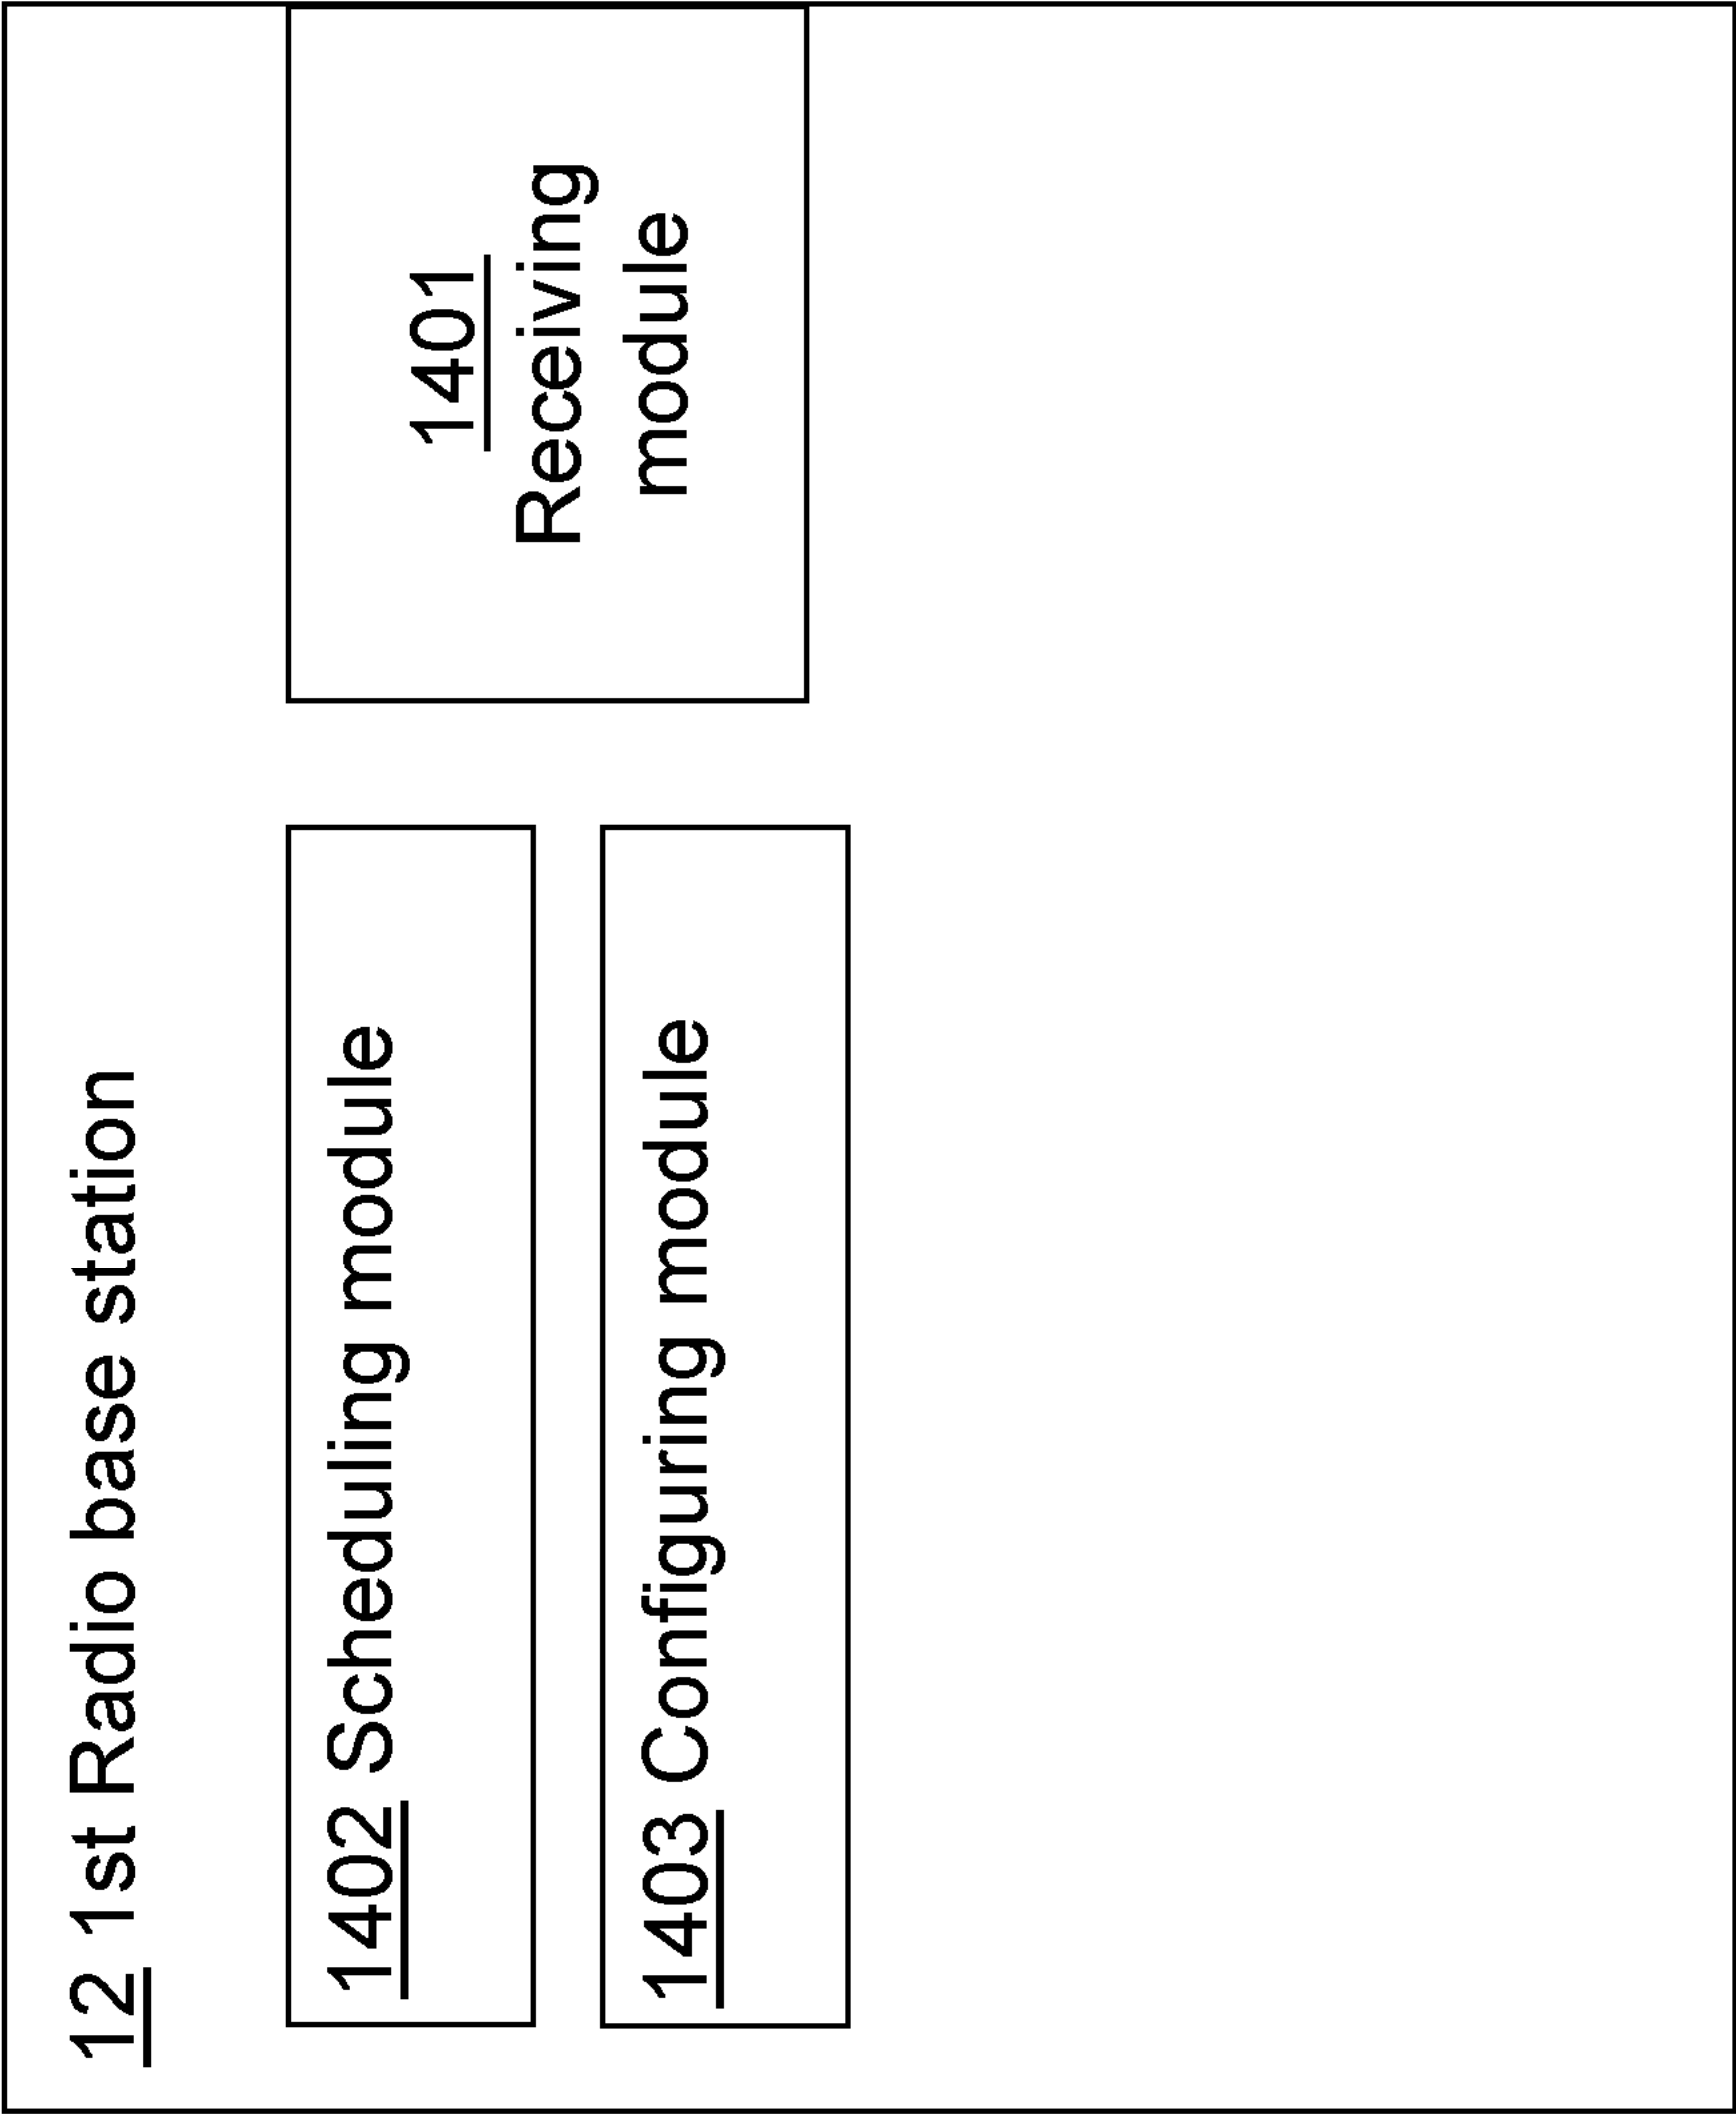 12 1st Radio base station
1402 Scheduling module
1403 Configuring module
1401
Receiving
module